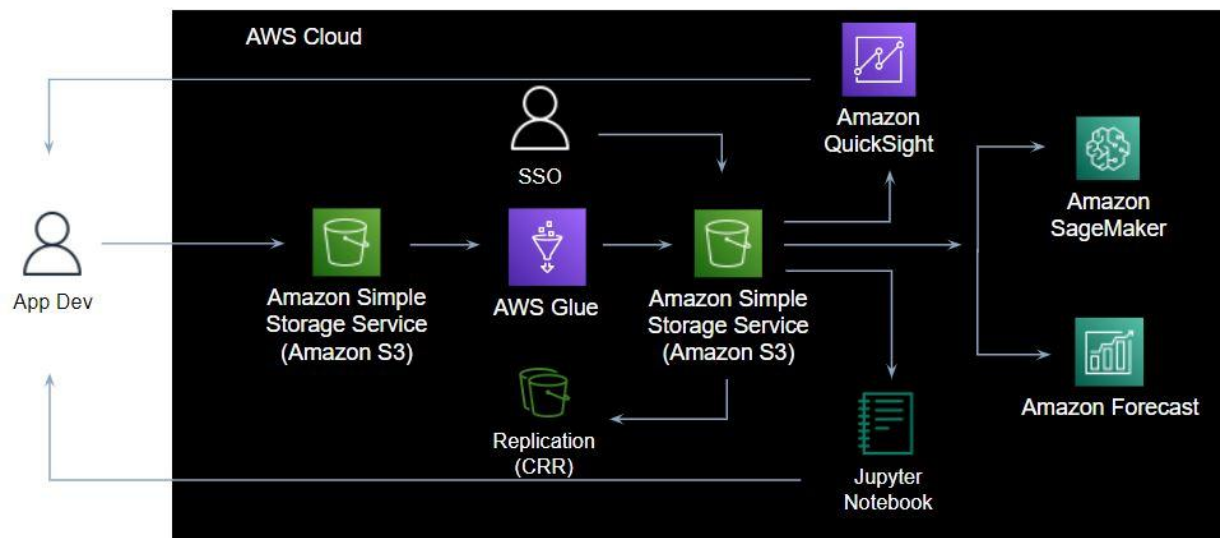 AWS Cloud
Amazon
QuickSight
SSO
Amazon
SageMaker
App Dev
Amazon Simple
Storage Service
(Amazon S3)
AWS Glue
Amazon Simple
Storage Service
(Amazon S3)
Amazon Forecast
Replication
(CRR)
Jupyter
Notebook